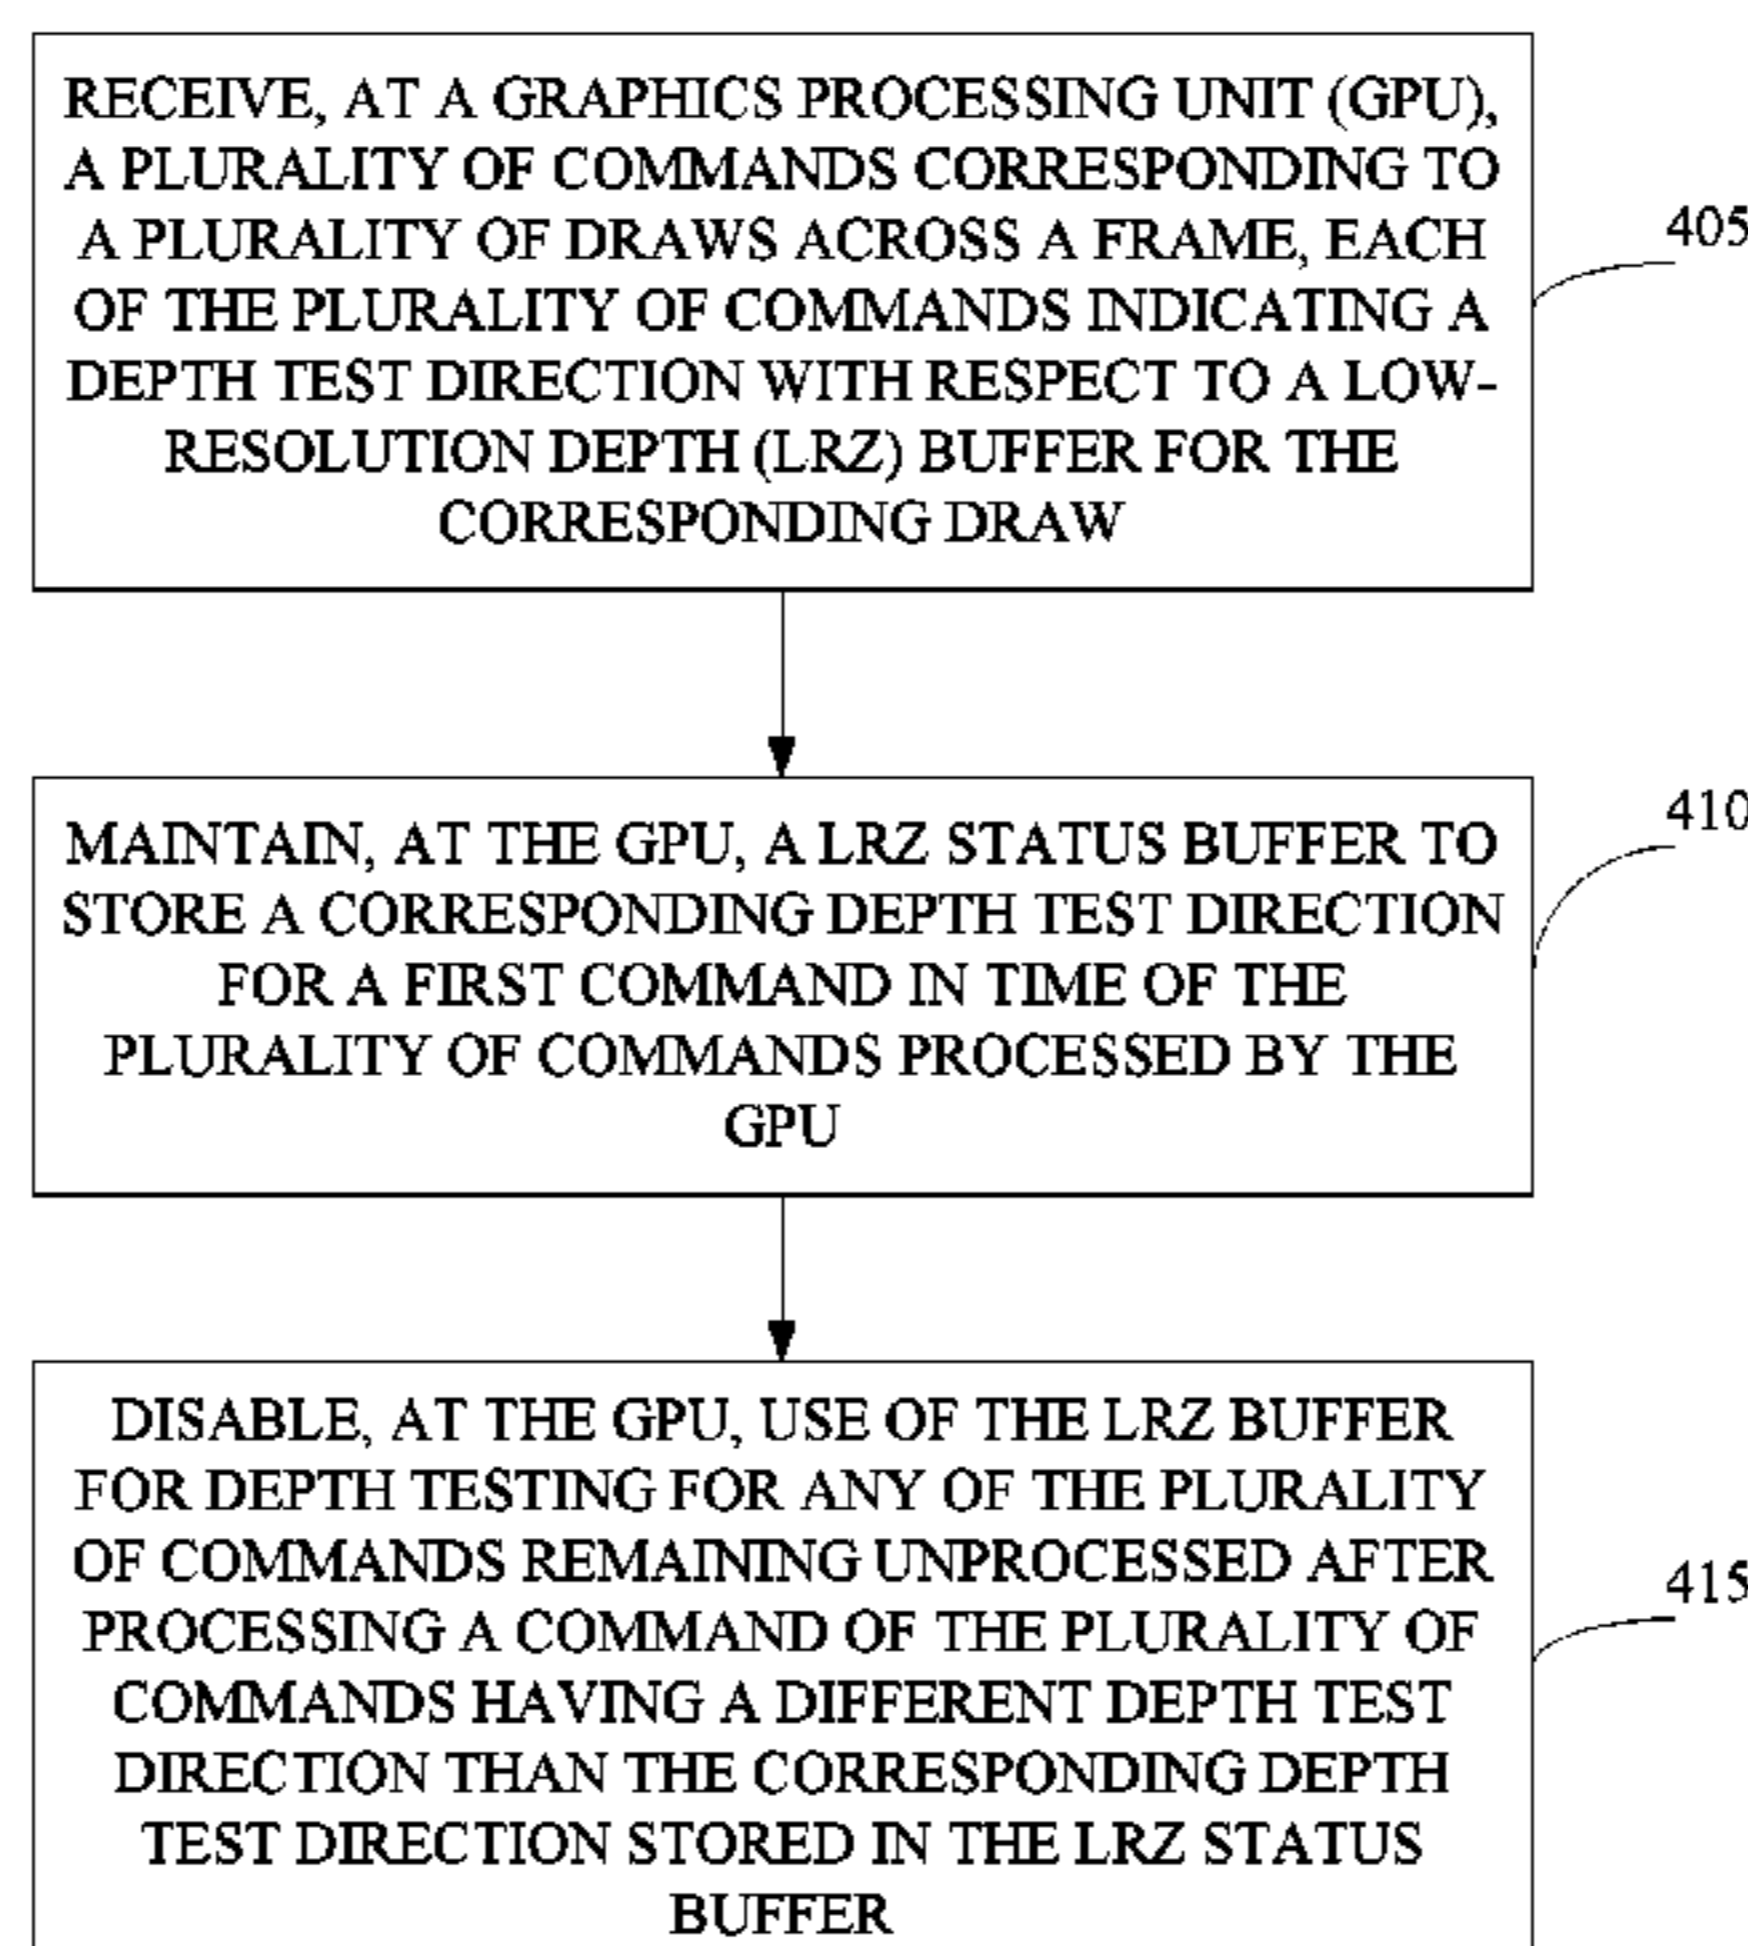 RECEIVE, AT A GRAPHICS PROCESSING UNIT (GPU),
A PLURALITY OF COMMANDS CORRESPONDING TO
A PLURALITY OF DRAWS ACROSS A FRAME, EACH
OF THE PLURALITY OF COMMANDS INDICATING A
DEPTH TEST DIRECTION WITH RESPECT TO A LOW-
RESOLUTION DEPTH (LRZ) BUFFER FOR THE
CORRESPONDING DRAW
405
MAINTAIN, AT THE GPU, A LRZ STATUS BUFFER TO
STORE A CORRESPONDING DEPTH TEST DIRECTION
FOR A FIRST COMMAND IN TIME OF THE
PLURALITY OF COMMANDS PROCESSED BY THE
GPU
410
DISABLE, AT THE GPU, USE OF THE LRZ BUFFER
FOR DEPTH TESTING FOR ANY OF THE PLURALITY
OF COMMANDS REMAINING UNPROCESSED AFTER
PROCESSING A COMMAND OF THE PLURALITY OF
COMMANDS HAVING A DIFFERENT DEPTH TEST
DIRECTION THAN THE CORRESPONDING DEPTH
TEST DIRECTION STORED IN THE LRZ STATUS
BUFFER
415